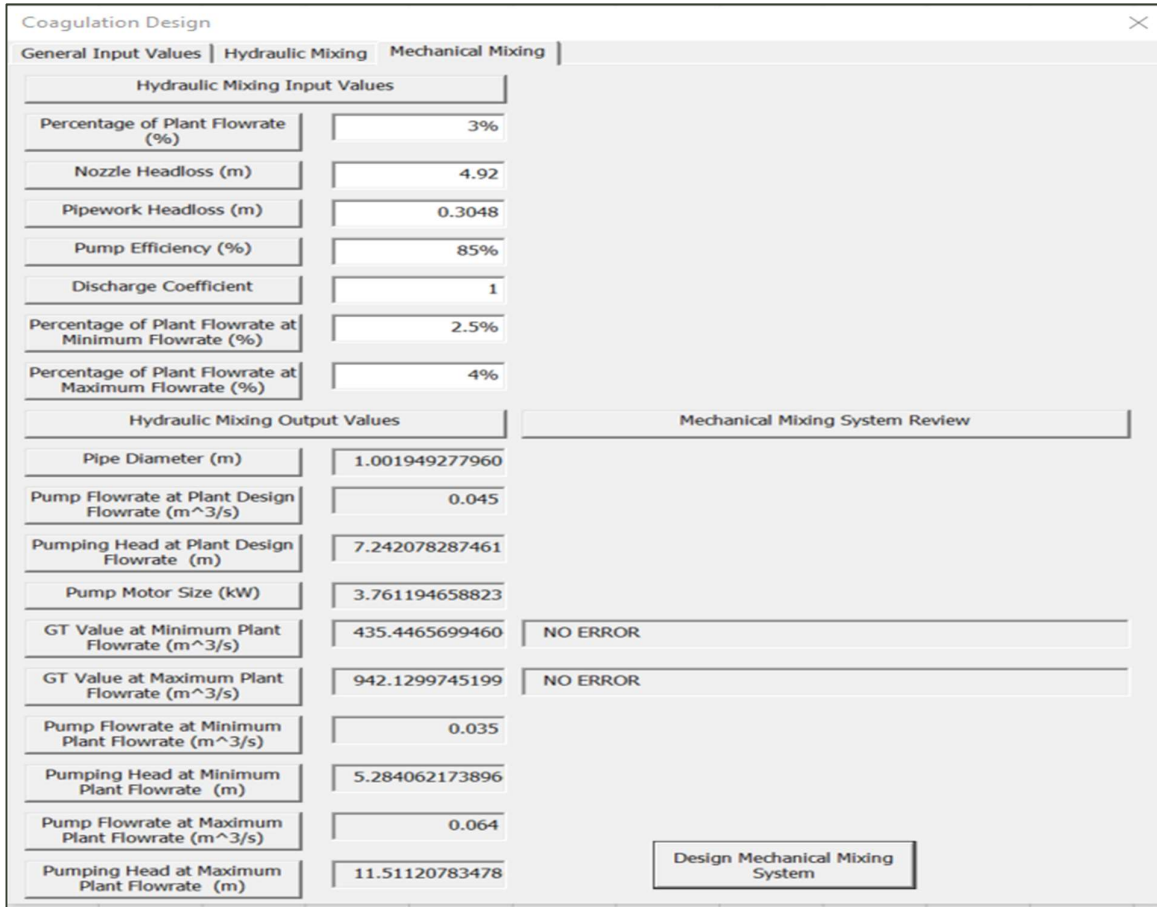 Coagulation Design
General Input Values | Hydraulic Mixing | Mechanical Mixing
Hydraulic Mixing Input Values
Percentage of Plant Flowrate
(%)
3%
Nozzle Headloss (m)
4.92
Pipework Headloss (m)
0.3048
Pump Efficiency (%)
85%
Discharge Coefficient
1
Percentage of Plant Flowrate at
Minimum Flowrate (%)
2.5%
Percentage of Plant Flowrate at
Maximum Flowrate (%)
4%
Hydraulic Mixing Output Values
Mechanical Mixing System Review
Pipe Diameter (m)
1.001949277960
Pump Flowrate at Plant Design
Flowrate (m^3/s)
0.045
Pumping Head at Plant Design
Flowrate (m)
7.242078287461
Pump Motor Size (kW)
3.761194658823
GT Value at Minimum Plant
Flowrate (m^3/s)
435.4465699460
NO ERROR
GT Value at Maximum Plant
Flowrate (m^3/s)
942.1299745199
NO ERROR
Pump Flowrate at Minimum
Plant Flowrate (m^3/s)
0.035
Pumping Head at Minimum
Plant Flowrate (m)
5.284062173896
Pump Flowrate at Maximum
Plant Flowrate (m^3/s)
0.064
Pumping Head at Maximum
Plant Flowrate (m)
11.51120783478
Design Mechanical Mixing
System